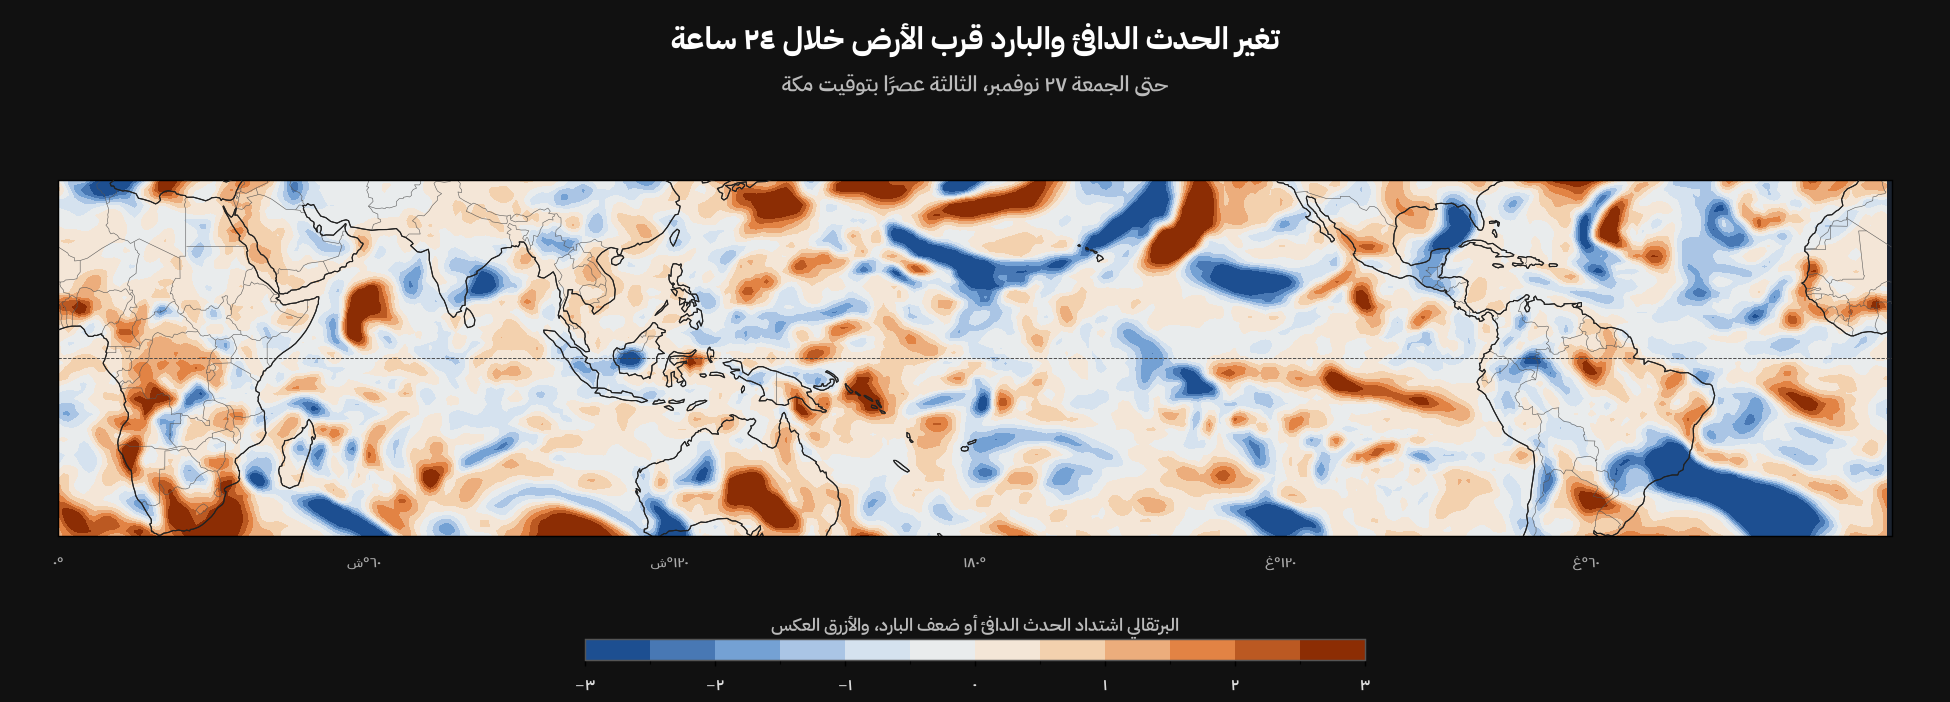 تغير الحدث الدافئ والبارد قرب الأرض خلال ٢٤ ساعة
حتى الجمعة ٢٧ نوفمبر، الثالثة عصرًا بتوقيت مكة
٠° ٦٠°ش ١٢٠°ش ١٨٠° ١٢٠°غ ٦٠°غ
البرتقالي اشتداد الحدث الدافئ أو ضعف البارد، والأزرق العكس
−٣ −٢ −١ ٠ ١ ٢ ٣